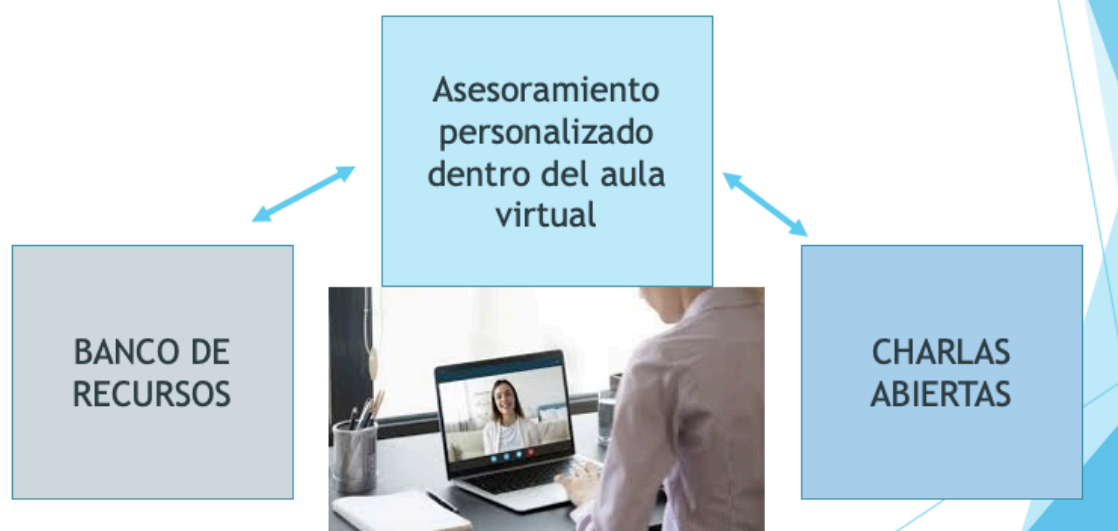 Asesoramiento
personalizado
dentro del aula
virtual
BANCO DE
RECURSOS
CHARLAS
ABIERTAS